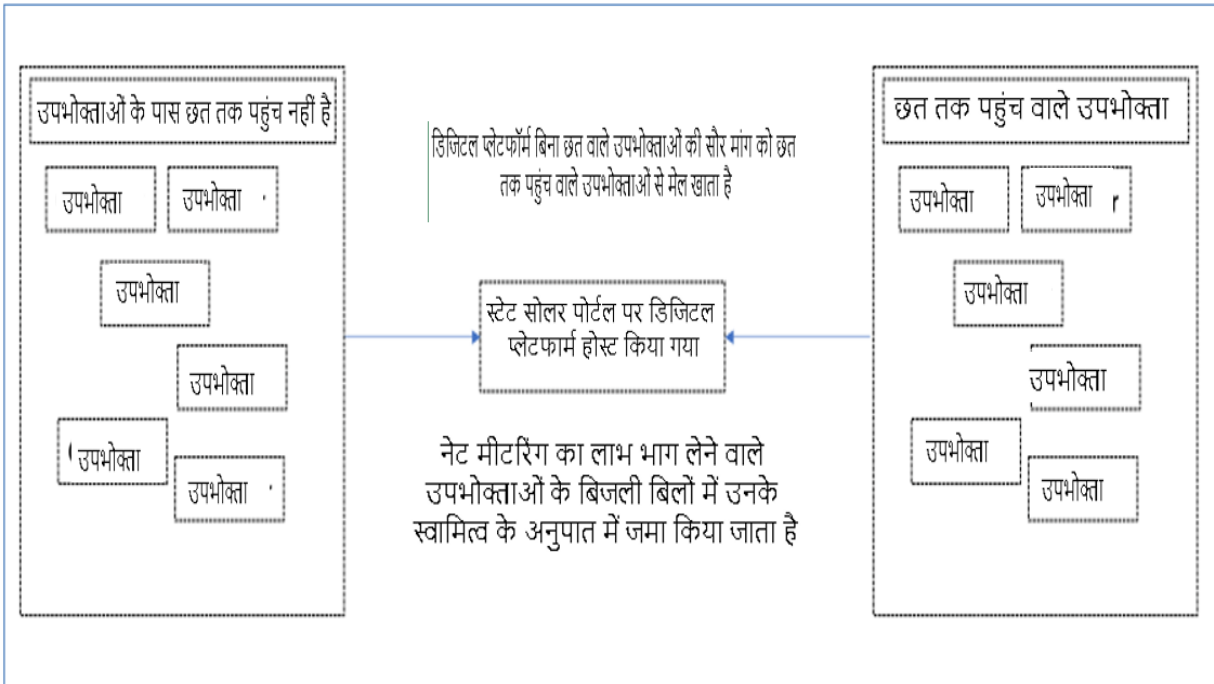 उपभोक्ताओं के पास छत तक पहुंच नहीं है
उपभोक्ता
उपभोक्ता
उपभोक्ता
उपभोक्ता
उपभोक्ता
उपभोक्ता
डिजिटल प्लेटफॉर्म बिना छत वाले उपभोक्ताओं की सौर मांग को छत
तक पहुंच वाले उपभोक्ताओं से मेल खाता है
स्टेट सोलर पोर्टल पर डिजिटल
प्लेटफार्म होस्ट किया गया
नेट मीटरिंग का लाभ भाग लेने वाले
उपभोक्ताओं के बिजली बिलों में उनके
स्वामित्व के अनुपात में जमा किया जाता है
छत तक पहुंच वाले उपभोक्ता
उपभोक्ता
उपभोक्ता r
उपभोक्ता
उपभोक्ता
उपभोक्ता
उपभोक्ता